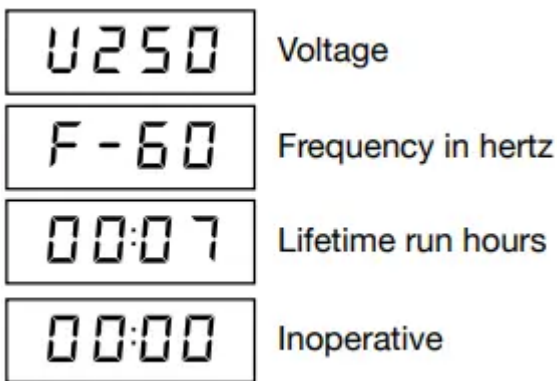 U250 Voltage
F-60 Frequency in hertz
00:07 Lifetime run hours
00:00 Inoperative